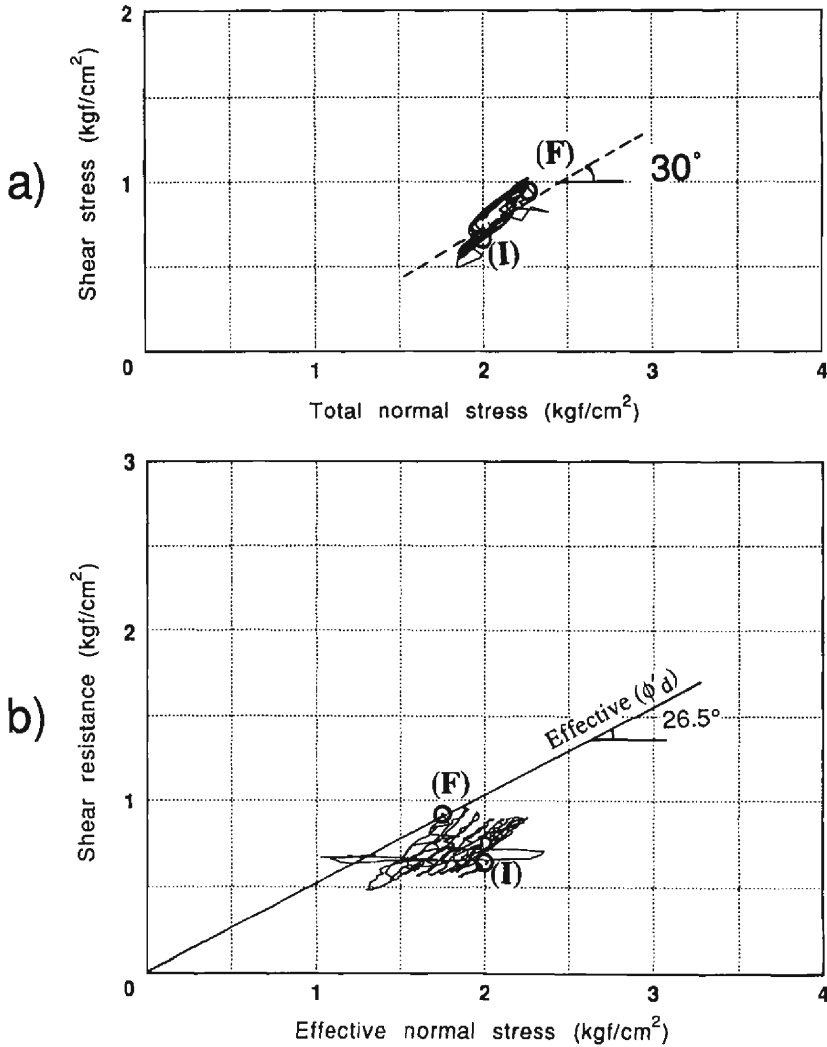 a)
Shear stress (kgf/cm²)
2
1
0
(F)
30°
(I)
1
2
3
4
Total normal stress (kgf/cm²)
b)
Shear resistance (kgf/cm²)
3
2
1
0
Effective (ϕ'd)
26.5°
(F)
(I)
1
2
3
4
Effective normal stress (kgf/cm²)